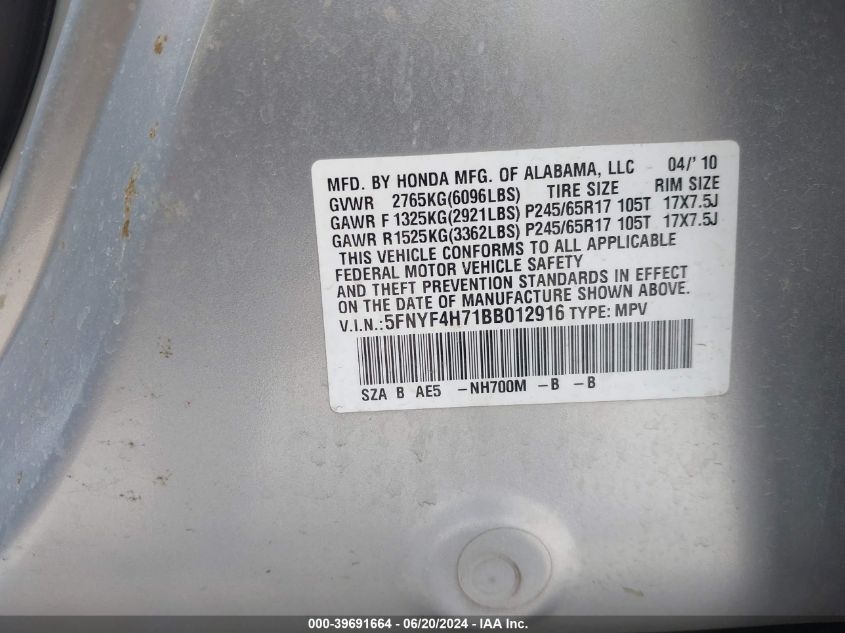 MFD. BY HONDA MFG. OF ALABAMA, LLC 04/'10
GVWR 2765KG(6096LBS) TIRE SIZE RIM SIZE
GAWR F 1325KG(2921LBS) P245/65R17 105T 17X7.5J
GAWR R1525KG(3362LBS) P245/65R17 105T 17X7.5J
THIS VEHICLE CONFORMS TO ALL APPLICABLE
FEDERAL MOTOR VEHICLE SAFETY
AND THEFT PREVENTION STANDARDS IN EFFECT
ON THE DATE OF MANUFACTURE SHOWN ABOVE.
V.I.N.:5FNYF4H71BB012916 TYPE: MPV
SZA B AE5 -NH700M -B -B
000-39691664 / 06/20/2024 - IAA Inc.